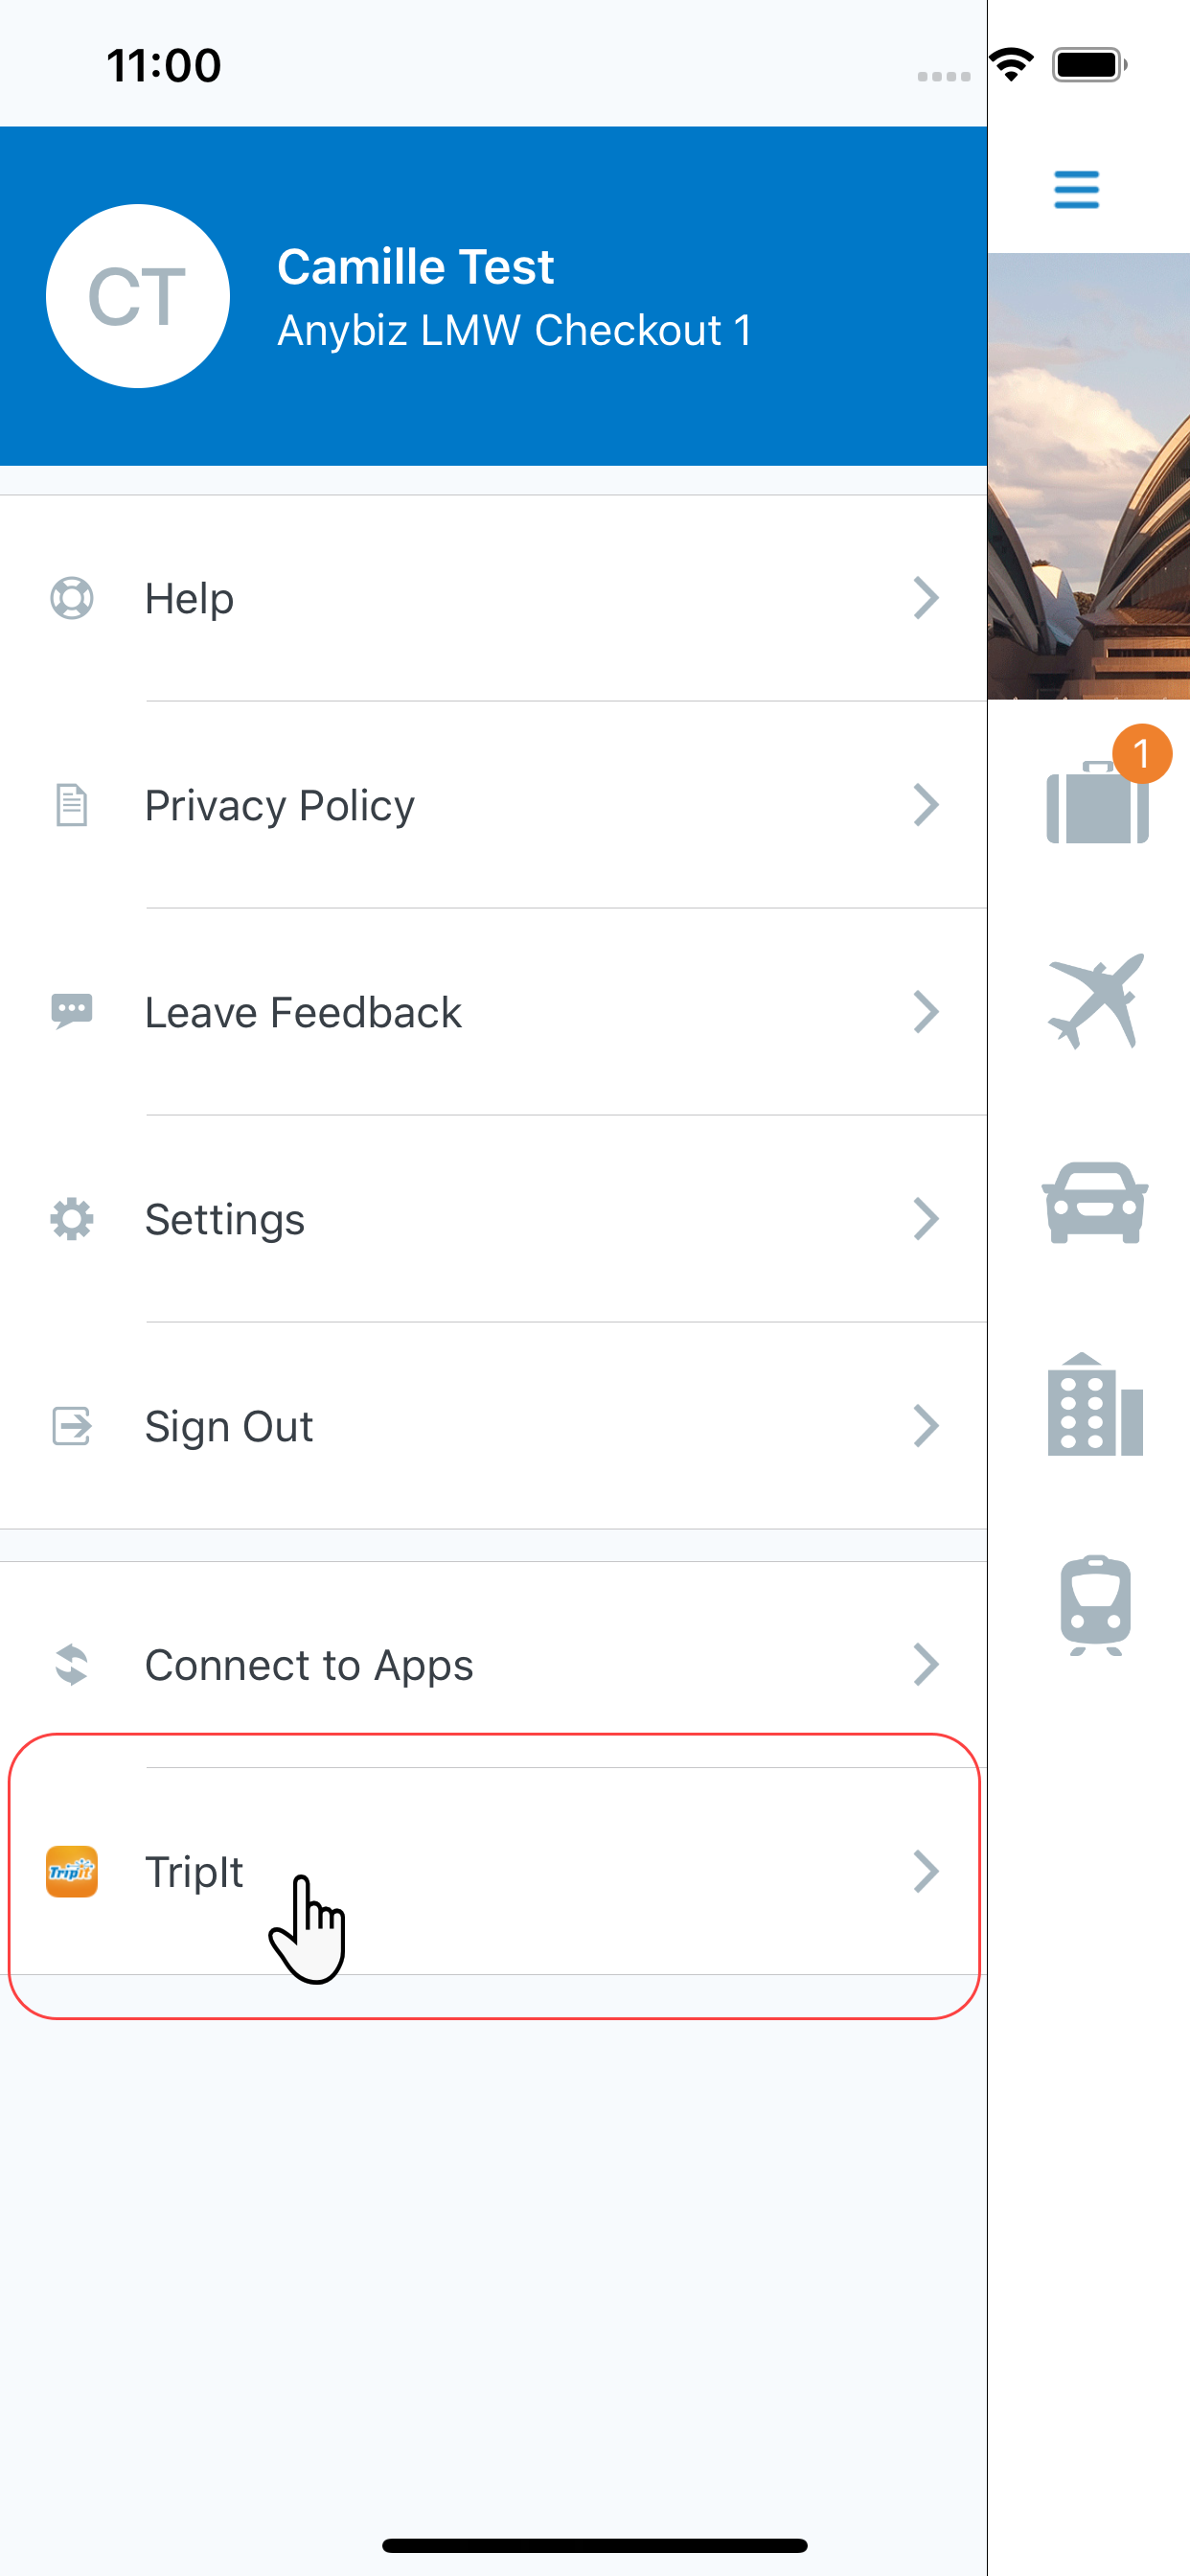 11:00
CT
Camille Test
Anybiz LMW Checkout 1
Help
Privacy Policy
1
Leave Feedback
Settings
Sign Out
Connect to Apps
TripIt
TripIt